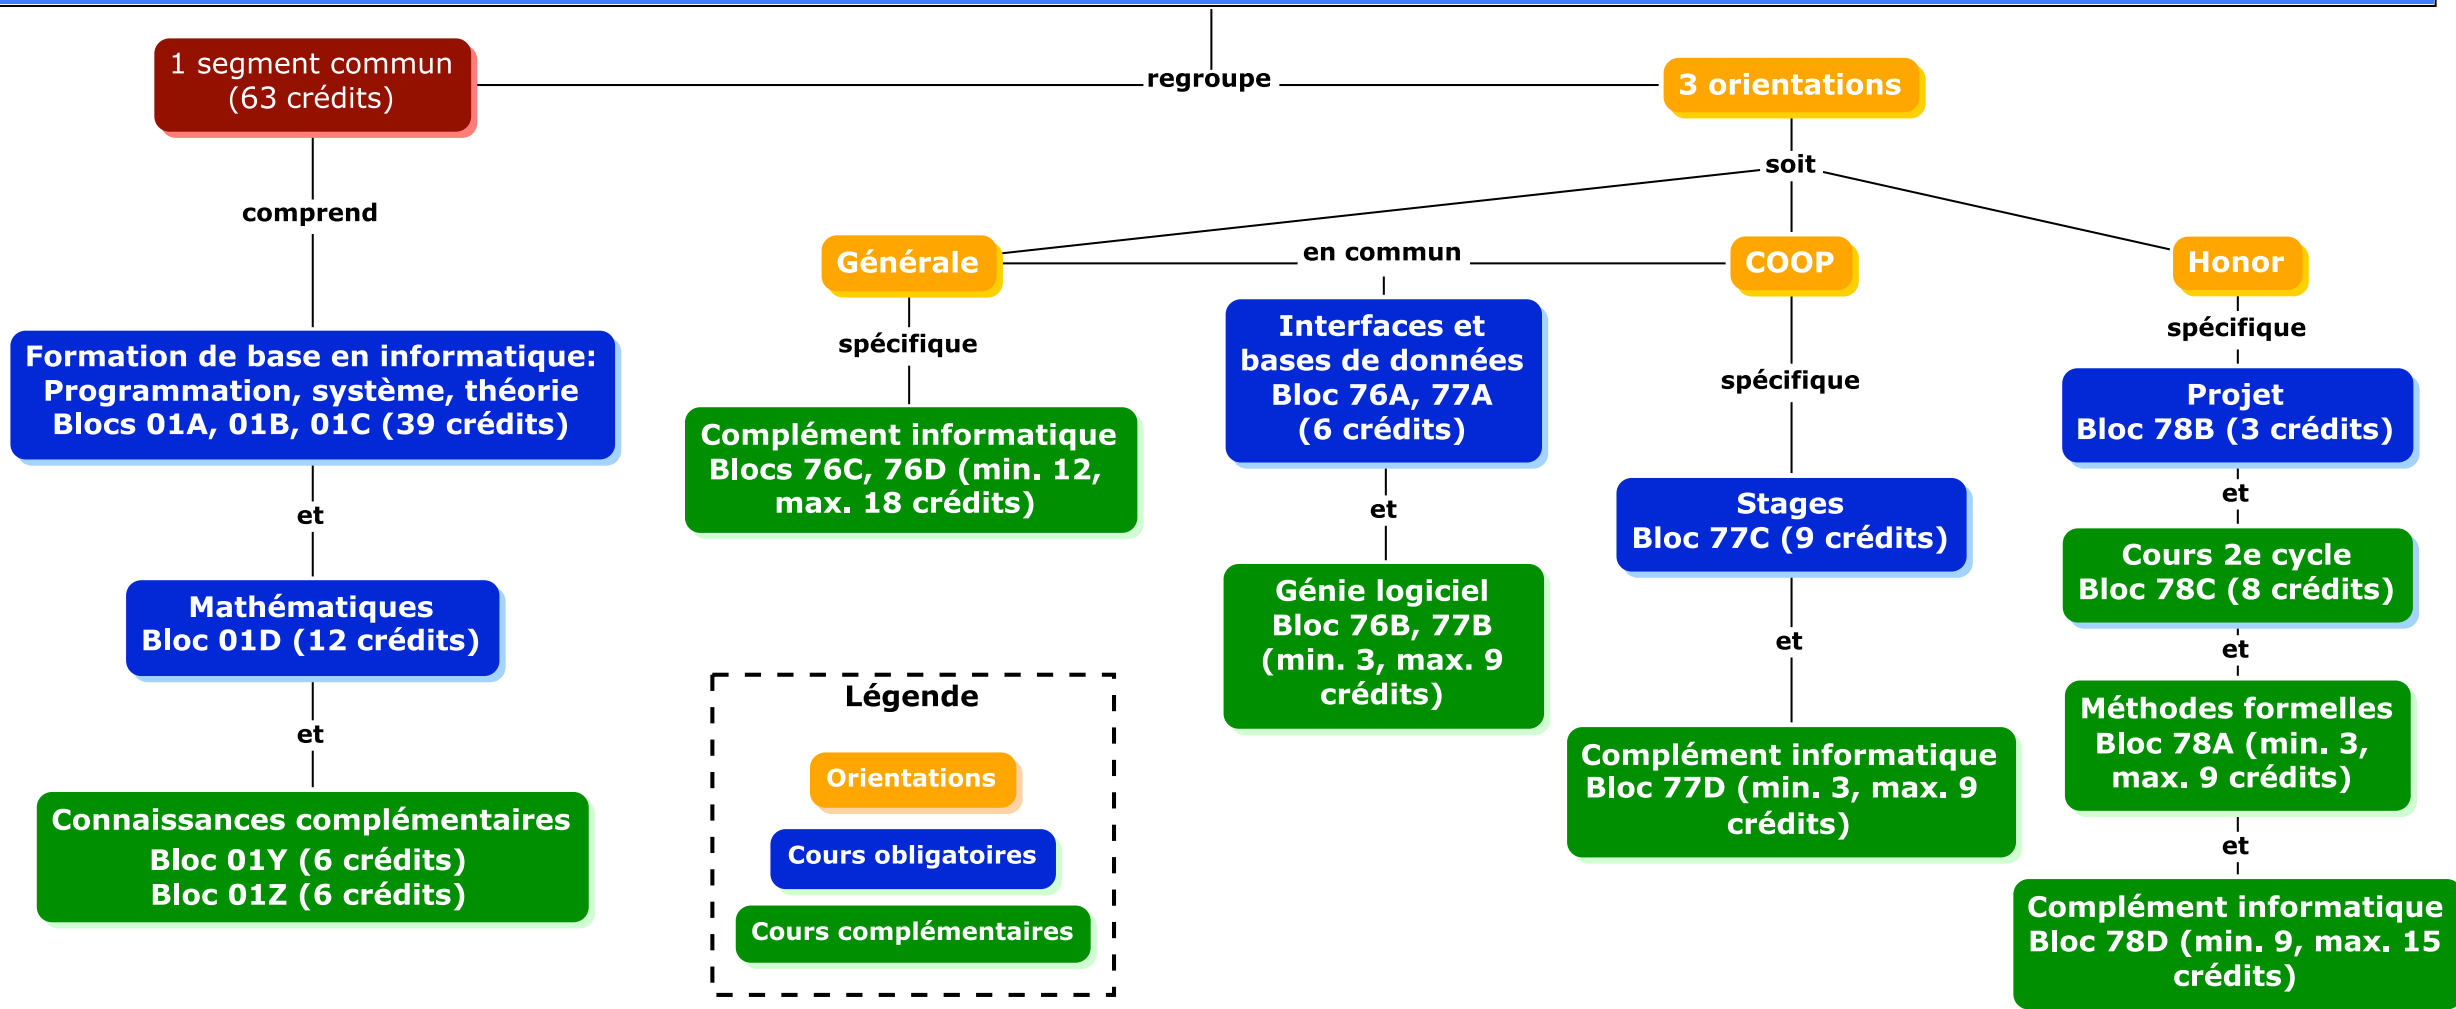 1 segment commun
(63 crédits)
regroupe
3 orientations
soit
comprend
Générale
en commun
COOP
Honor
spécifique
Interfaces et
bases de données
Bloc 76A, 77A
(6 crédits)
spécifique
spécifique
Formation de base en informatique:
Programmation, système, théorie
Blocs 01A, 01B, 01C (39 crédits)
Complément informatique
Blocs 76C, 76D (min. 12,
max. 18 crédits)
Projet
Bloc 78B (3 crédits)
et
et
Stages
Bloc 77C (9 crédits)
et
Cours 2e cycle
Bloc 78C (8 crédits)
Mathématiques
Bloc 01D (12 crédits)
Génie logiciel
Bloc 76B, 77B
(min. 3, max. 9
crédits)
et
et
et
Légende
Orientations
Cours obligatoires
Cours complémentaires
Méthodes formelles
Bloc 78A (min. 3,
max. 9 crédits)
Connaissances complémentaires
Bloc 01Y (6 crédits)
Bloc 01Z (6 crédits)
Complément informatique
Bloc 77D (min. 3, max. 9
crédits)
et
Complément informatique
Bloc 78D (min. 9, max. 15
crédits)